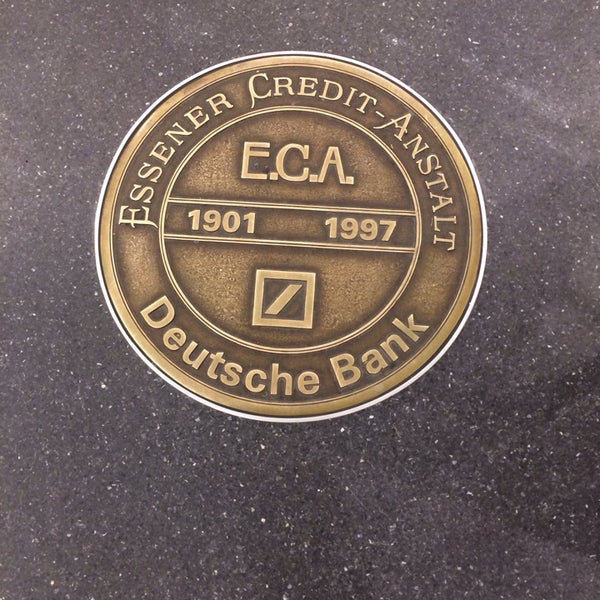 ESSENER CREDIT-ANSTALT
E.C.A.
1901 1997
Deutsche Bank